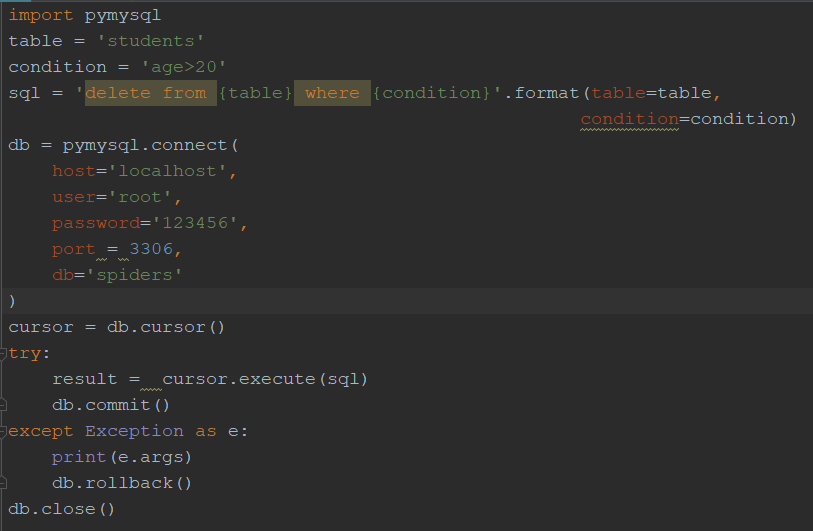 import pymysql
table = 'students'
condition = 'age>20'
sql = 'delete from {table} where {condition}'.format(table=table,
                                                    condition=condition)
db = pymysql.connect(
    host='localhost',
    user='root',
    password='123456',
    port = 3306,
    db='spiders'
)
cursor = db.cursor()
try:
    result =  cursor.execute(sql)
    db.commit()
except Exception as e:
    print(e.args)
    db.rollback()
db.close()